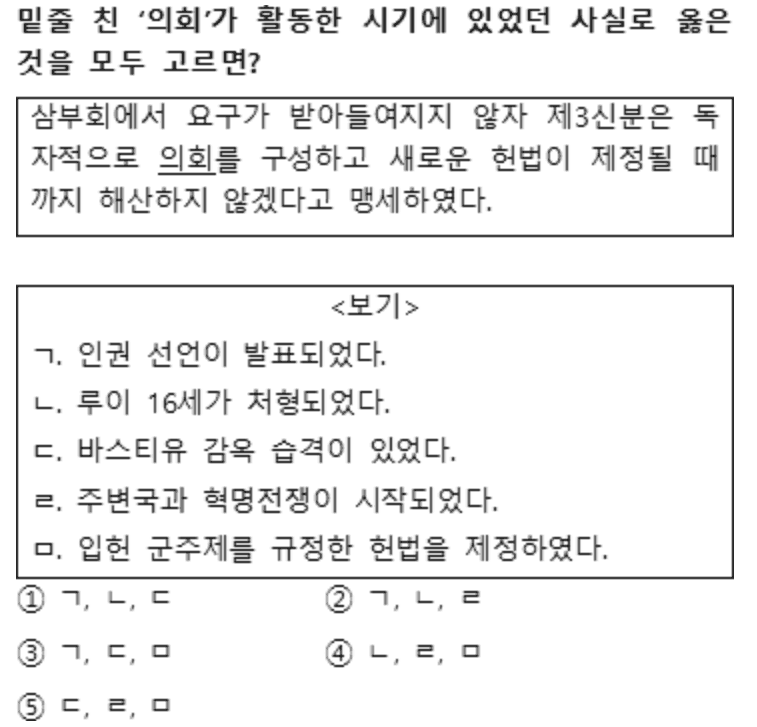 밑줄 친 ‘의회’가 활동한 시기에 있었던 사실로 옳은
것을 모두 고르면?
삼부회에서 요구가 받아들여지지 않자 제3신분은 독
자적으로 의회를 구성하고 새로운 헌법이 제정될 때
까지 해산하지 않겠다고 맹세하였다.
<보기>
ㄱ. 인권 선언이 발표되었다.
ㄴ. 루이 16세가 처형되었다.
ㄷ. 바스티유 감옥 습격이 있었다.
ㄹ. 주변국과 혁명전쟁이 시작되었다.
ㅁ. 입헌 군주제를 규정한 헌법을 제정하였다.
① ㄱ, ㄴ, ㄷ ② ㄱ, ㄴ, ㄹ
③ ㄱ, ㄷ, ㅁ ④ ㄴ, ㄹ, ㅁ
⑤ ㄷ, ㄹ, ㅁ